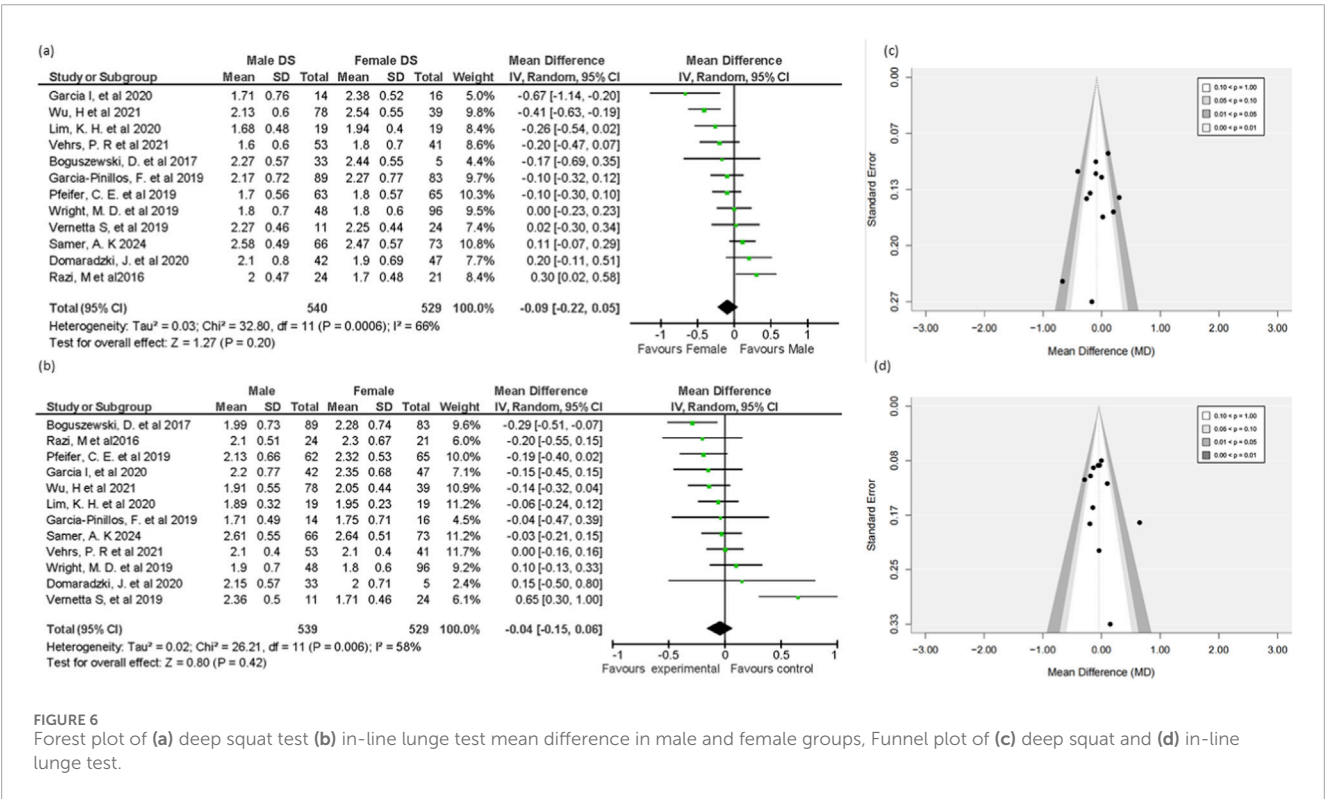 (a)
Male DS Female DS Mean Difference Mean Difference
Study or Subgroup Mean SD Total Mean SD Total Weight IV, Random, 95% CI IV, Random, 95% CI
Garcia I, et al 2020 1.71 0.76 14 2.38 0.52 16 5.0% -0.67 [-1.14, -0.20]
Wu, H et al 2021 2.13 0.6 78 2.54 0.55 39 9.8% -0.41 [-0.63, -0.19]
Lim, K. H. et al 2020 1.68 0.48 19 1.94 0.4 19 8.4% -0.26 [-0.54, 0.02]
Vehrs, P. R et al 2021 1.6 0.6 53 1.8 0.7 41 8.6% -0.20 [-0.47, 0.07]
Boguszewski, D. et al 2017 2.27 0.57 33 2.44 0.55 5 2.9% -0.17 [-0.69, 0.35]
Garcia-Pinillos, F. et al 2019 2.17 0.72 89 2.27 0.77 83 9.8% -0.10 [-0.32, 0.12]
Pfeifer, C. E. et al 2019 1.7 0.56 63 1.8 0.57 65 10.3% -0.10 [-0.30, 0.10]
Wright, M. D. et al 2019 1.8 0.7 48 1.8 0.6 96 9.5% 0.00 [-0.23, 0.23]
Vernetta S, et al 2019 2.27 0.46 11 2.25 0.44 24 7.7% 0.02 [-0.30, 0.34]
Samer, A. K 2024 2.58 0.49 66 2.47 0.57 73 10.8% 0.11 [-0.07, 0.29]
Domaradzki, J. et al 2020 2.1 0.8 42 1.9 0.69 47 7.8% 0.20 [-0.11, 0.51]
Razi, M et al2016 2 0.47 24 1.7 0.48 21 8.4% 0.30 [0.02, 0.58]
Total (95% CI) 540 529 100.0% -0.09 [-0.22, 0.05]
Heterogeneity: Tau² = 0.03; Chi² = 32.80, df = 11 (P = 0.0006); I² = 66%
Test for overall effect: Z = 1.27 (P = 0.20)
-1 -0.5 0 0.5 1
Favours Female Favours Male
(c)
0.00
0.07
0.13
0.20
0.27
Standard Error
0.10 < p = 1.00
0.05 < p = 0.10
0.01 < p = 0.05
0.00 < p = 0.01
-3.00 -2.00 -1.00 0.00 1.00 2.00 3.00
Mean Difference (MD)
(b)
Male Female Mean Difference Mean Difference
Study or Subgroup Mean SD Total Mean SD Total Weight IV, Random, 95% CI IV, Random, 95% CI
Boguszewski, D. et al 2017 1.99 0.73 89 2.28 0.74 83 9.6% -0.29 [-0.51, -0.07]
Razi, M et al2016 2.1 0.51 24 2.3 0.67 21 6.0% -0.20 [-0.55, 0.15]
Pfeifer, C. E. et al 2019 2.13 0.66 62 2.32 0.53 65 10.0% -0.19 [-0.40, 0.02]
Garcia I, et al 2020 2.2 0.77 42 2.35 0.68 47 7.1% -0.15 [-0.45, 0.15]
Wu, H et al 2021 1.91 0.55 78 2.05 0.44 39 10.9% -0.14 [-0.32, 0.04]
Lim, K. H. et al 2020 1.89 0.32 19 1.95 0.23 19 11.2% -0.06 [-0.24, 0.12]
Garcia-Pinillos, F. et al 2019 1.71 0.49 14 1.75 0.71 16 4.5% -0.04 [-0.47, 0.39]
Samer, A. K 2024 2.61 0.55 66 2.64 0.51 73 11.2% -0.03 [-0.21, 0.15]
Vehrs, P. R et al 2021 2.1 0.4 53 2.1 0.4 41 11.7% 0.00 [-0.16, 0.16]
Wright, M. D. et al 2019 1.9 0.7 48 1.8 0.6 96 9.2% 0.10 [-0.13, 0.33]
Domaradzki, J. et al 2020 2.15 0.57 33 2 0.71 5 2.4% 0.15 [-0.50, 0.80]
Vernetta S, et al 2019 2.36 0.5 11 1.71 0.46 24 6.1% 0.65 [0.30, 1.00]
Total (95% CI) 539 529 100.0% -0.04 [-0.15, 0.06]
Heterogeneity: Tau² = 0.02; Chi² = 26.21, df = 11 (P = 0.006); I² = 58%
Test for overall effect: Z = 0.80 (P = 0.42)
-1 -0.5 0 0.5 1
Favours experimental Favours control
(d)
0.00
0.08
0.17
0.25
0.33
Standard Error
0.10 < p = 1.00
0.05 < p = 0.10
0.01 < p = 0.05
0.00 < p = 0.01
-3.00 -2.00 -1.00 0.00 1.00 2.00 3.00
Mean Difference (MD)
FIGURE 6
Forest plot of (a) deep squat test (b) in-line lunge test mean difference in male and female groups, Funnel plot of (c) deep squat and (d) in-line
lunge test.